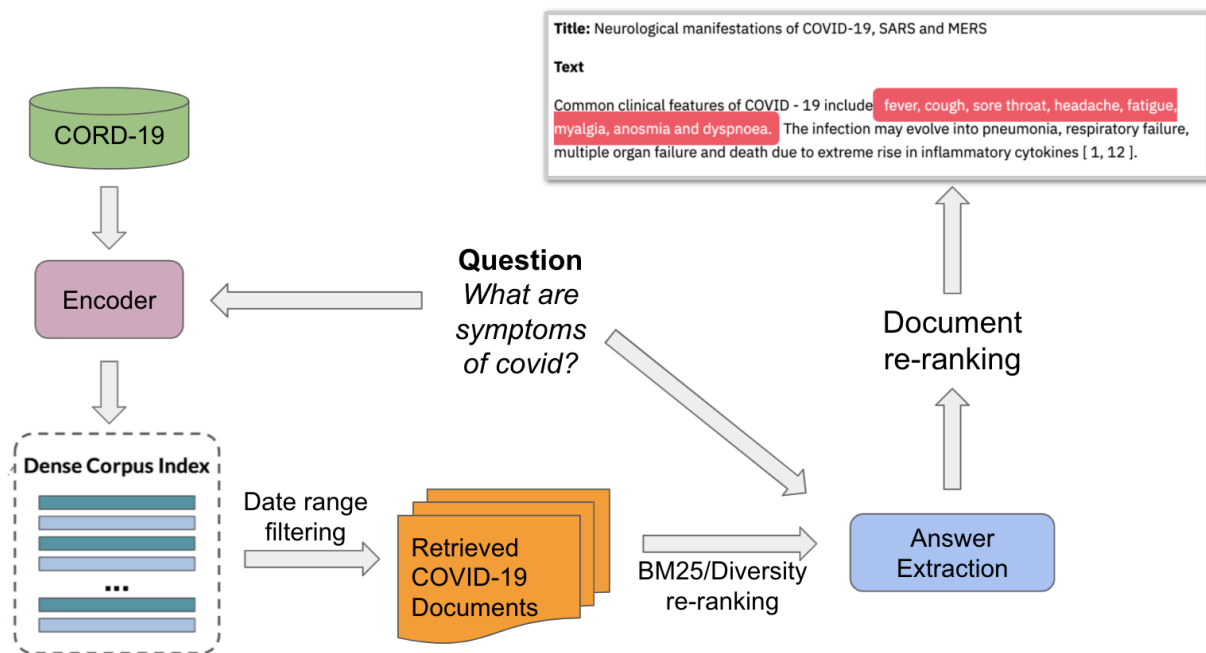 Title: Neurological manifestations of COVID-19, SARS and MERS
Text
Common clinical features of COVID - 19 include fever, cough, sore throat, headache, fatigue,
myalgia, anosmia and dyspnoea. The infection may evolve into pneumonia, respiratory failure,
multiple organ failure and death due to extreme rise in inflammatory cytokines [ 1, 12 ].
CORD-19
Encoder
Question
What are
symptoms
of covid?
Document
re-ranking
Dense Corpus Index
...
Date range
filtering
Retrieved
COVID-19
Documents
BM25/Diversity
re-ranking
Answer
Extraction